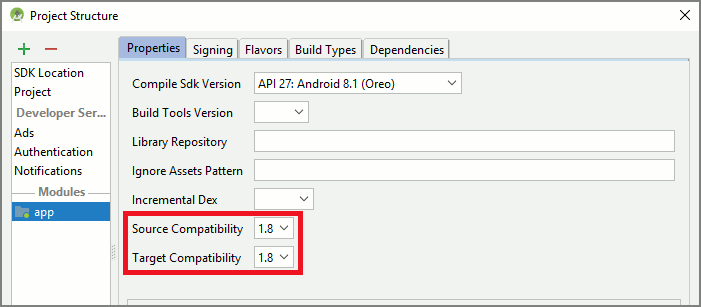 Project Structure
SDK Location
Project
Developer Ser...
Ads
Authentication
Notifications
Modules
app
Properties Signing Flavors Build Types Dependencies
Compile Sdk Version API 27: Android 8.1 (Oreo)
Build Tools Version
Library Repository
Ignore Assets Pattern
Incremental Dex
Source Compatibility 1.8
Target Compatibility 1.8